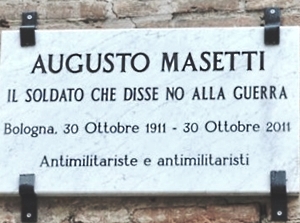 AUGUSTO MASETTI
IL SOLDATO CHE DISSE NO ALLA GUERRA
Bologna, 30 Ottobre 1911 - 30 Ottobre 2011
Antimilitariste e antimilitaristi